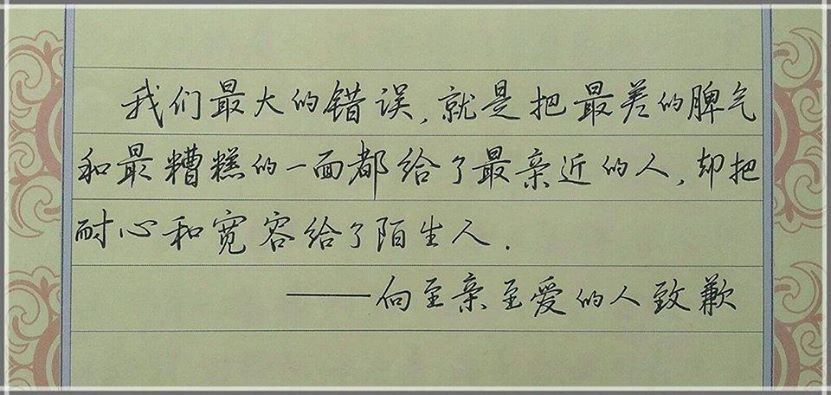 我们最大的错误,就是把最差的脾气
和最糟糕的一面都给了最亲近的人,却把
耐心和宽容给了陌生人.
——向至亲至爱的人致歉